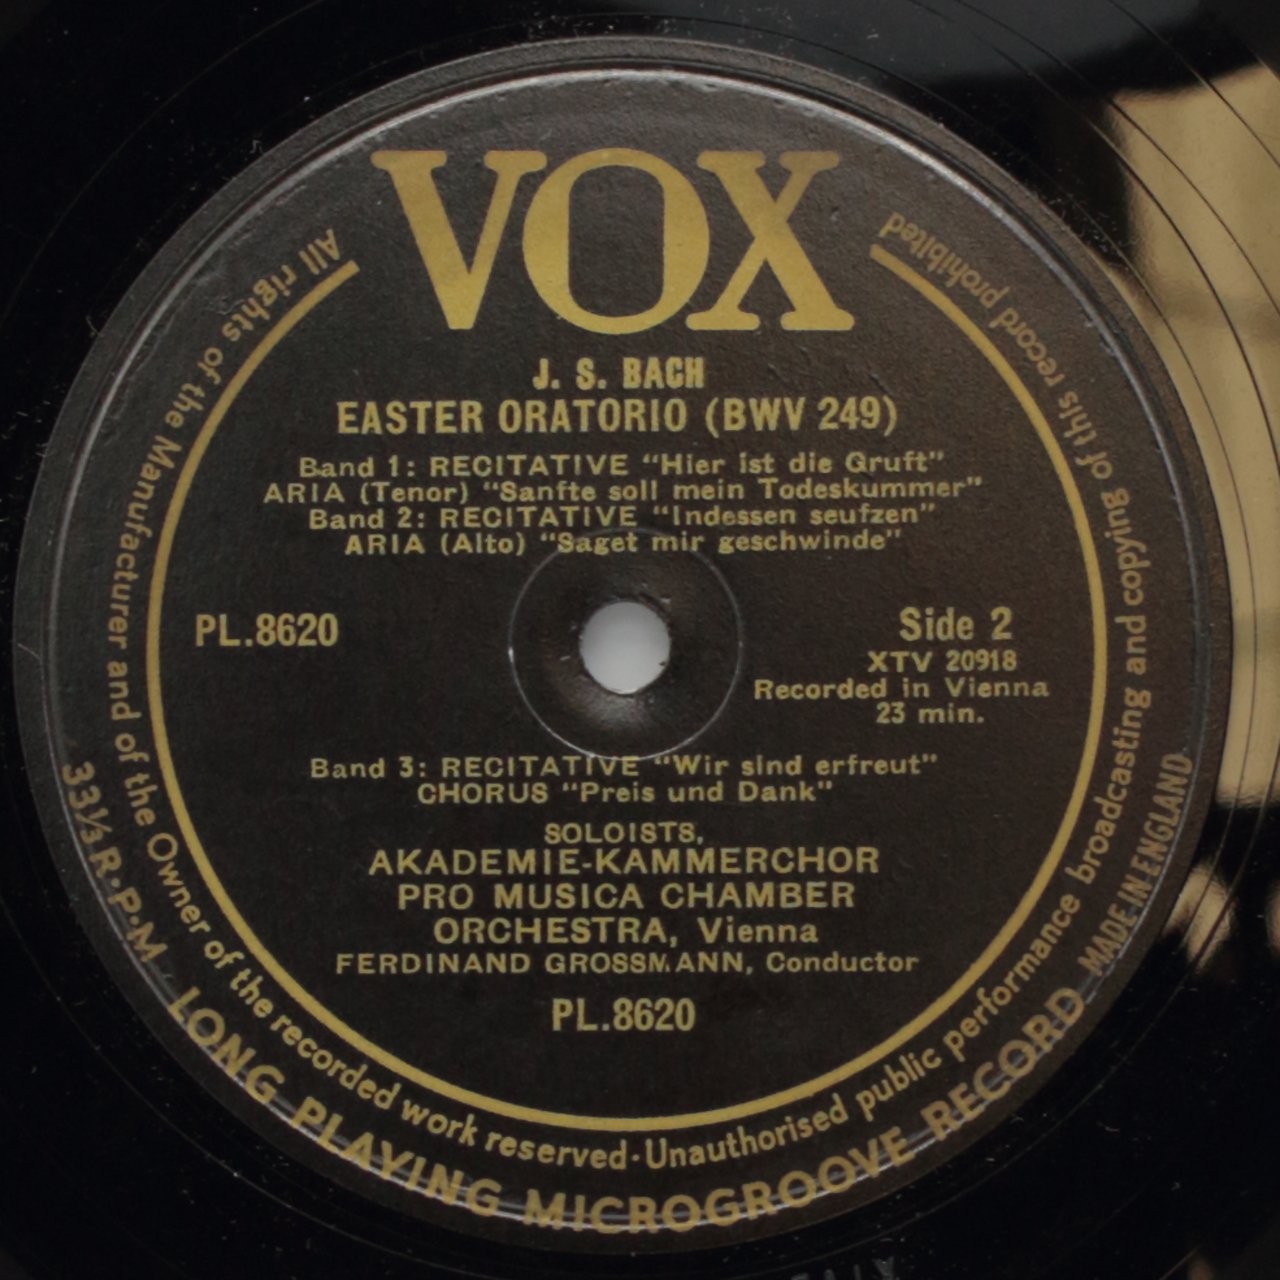 VOX
J. S. BACH
EASTER ORATORIO (BWV 249)
Band 1: RECITATIVE "Hier ist die Gruft"
ARIA (Tenor) "Sanfte soll mein Todeskummer"
Band 2: RECITATIVE "Indessen seufzen"
ARIA (Alto) "Saget mir geschwinde"
PL.8620
Side 2
XTV 20918
Recorded in Vienna
23 min.
Band 3: RECITATIVE "Wir sind erfreut"
CHORUS "Preis und Dank"
SOLOISTS,
AKADEMIE-KAMMERCHOR
PRO MUSICA CHAMBER
ORCHESTRA, Vienna
FERDINAND GROSSMANN, Conductor
PL.8620
All rights of the Manufacturer and of the Owner of the recorded work reserved · Unauthorised public performance broadcasting and copying of this record prohibited
33⅓ R·P·M LONG PLAYING MICROGROOVE RECORD MADE IN ENGLAND